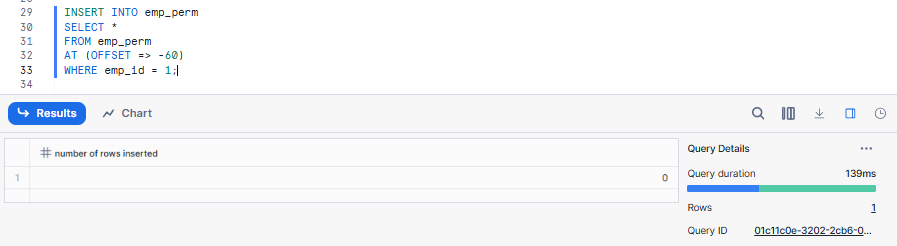 29 INSERT INTO emp_perm
30 SELECT *
31 FROM emp_perm
32 AT (OFFSET => -60)
33 WHERE emp_id = 1;
34
Results Chart
number of rows inserted
1 0
Query Details ...
Query duration 139ms
Rows 1
Query ID 01c11c0e-3202-2cb6-0...